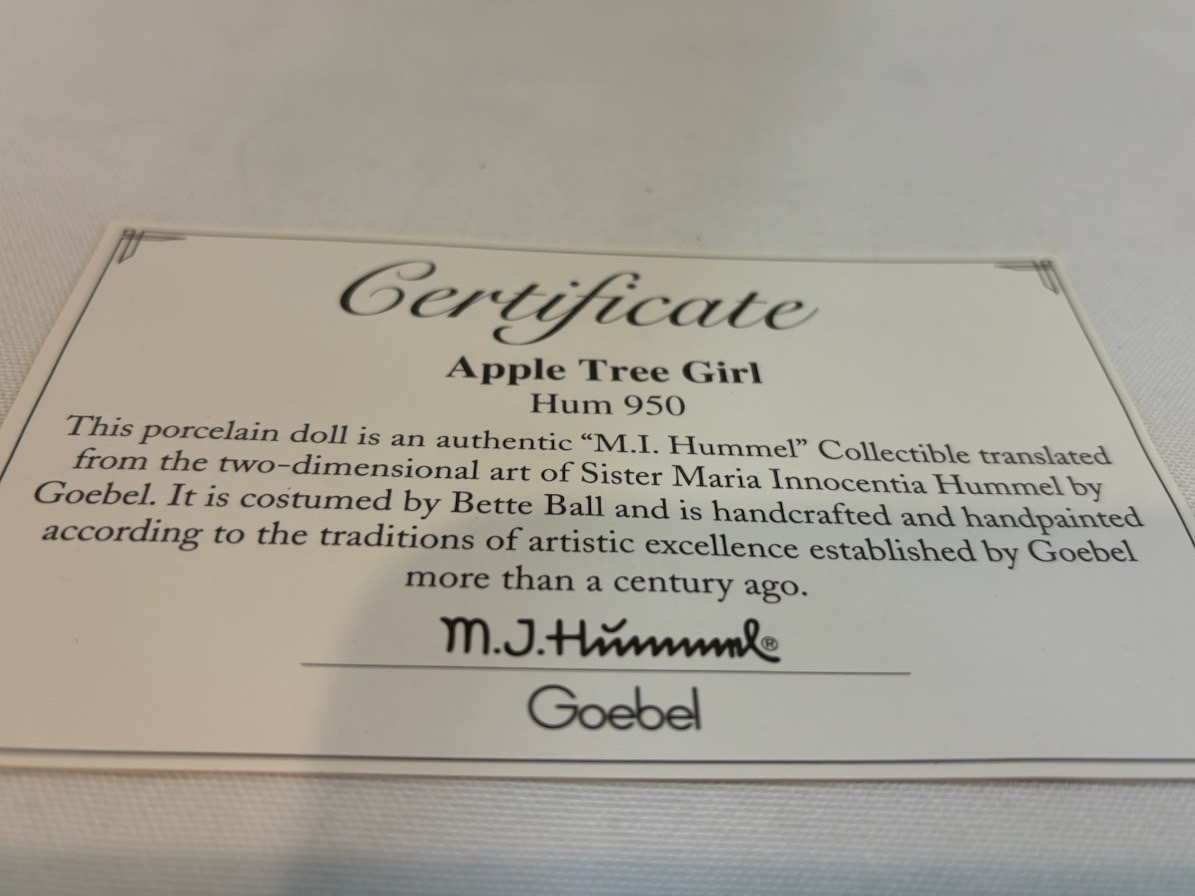 Certificate
Apple Tree Girl
Hum 950
This porcelain doll is an authentic “M.I. Hummel” Collectible translated
from the two-dimensional art of Sister Maria Innocentia Hummel by
Goebel. It is costumed by Bette Ball and is handcrafted and handpainted
according to the traditions of artistic excellence established by Goebel
more than a century ago.
M.J.Hummel®
Goebel